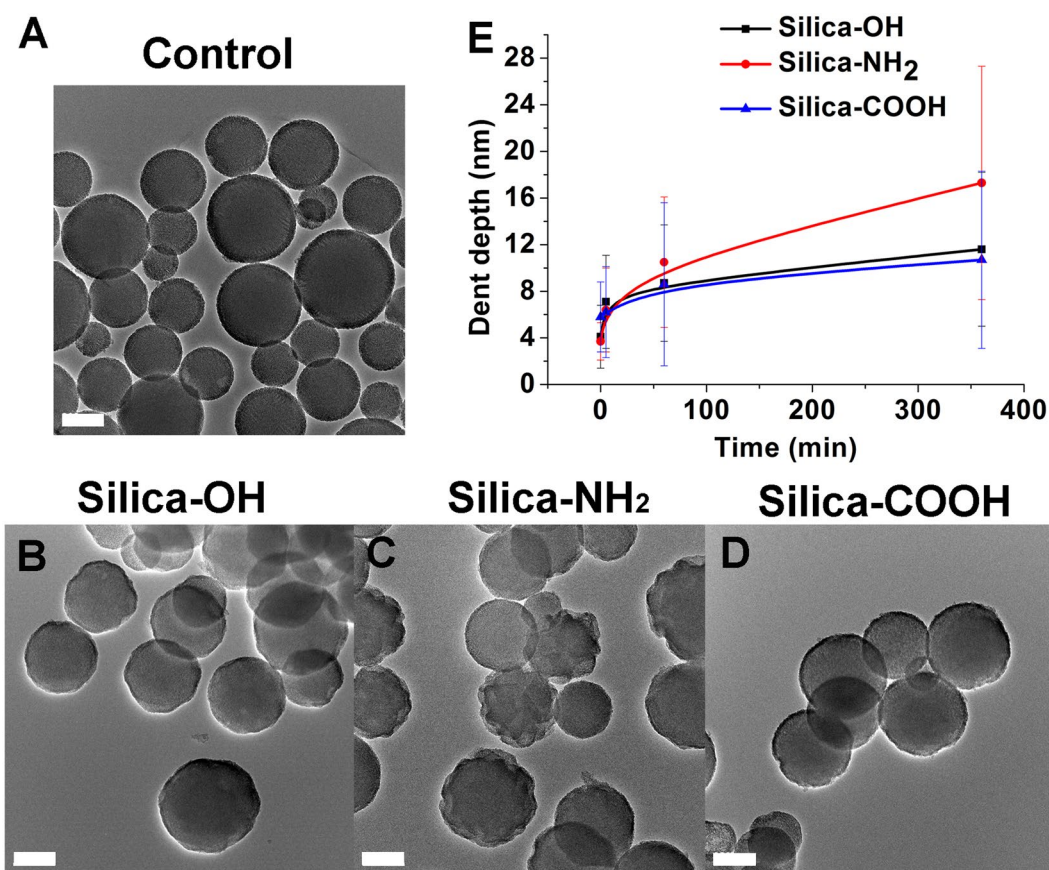 A
Control
E
Silica-OH
Silica-NH2
Silica-COOH
Dent depth (nm)
28
24
20
16
12
8
4
0
0 100 200 300 400
Time (min)
Silica-OH
Silica-NH2
Silica-COOH
B
C
D